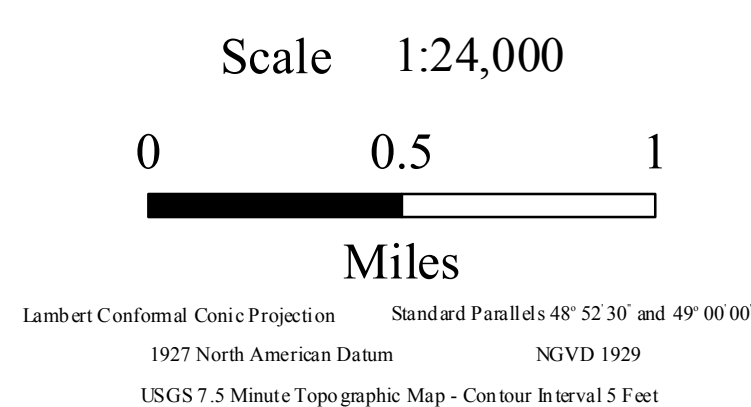 Scale 1:24,000
0 0.5 1
Miles
Lambert Conformal Conic Projection Standard Parallels 48° 52' 30" and 49° 00' 00"
1927 North American Datum NGVD 1929
USGS 7.5 Minute Topographic Map - Contour Interval 5 Feet